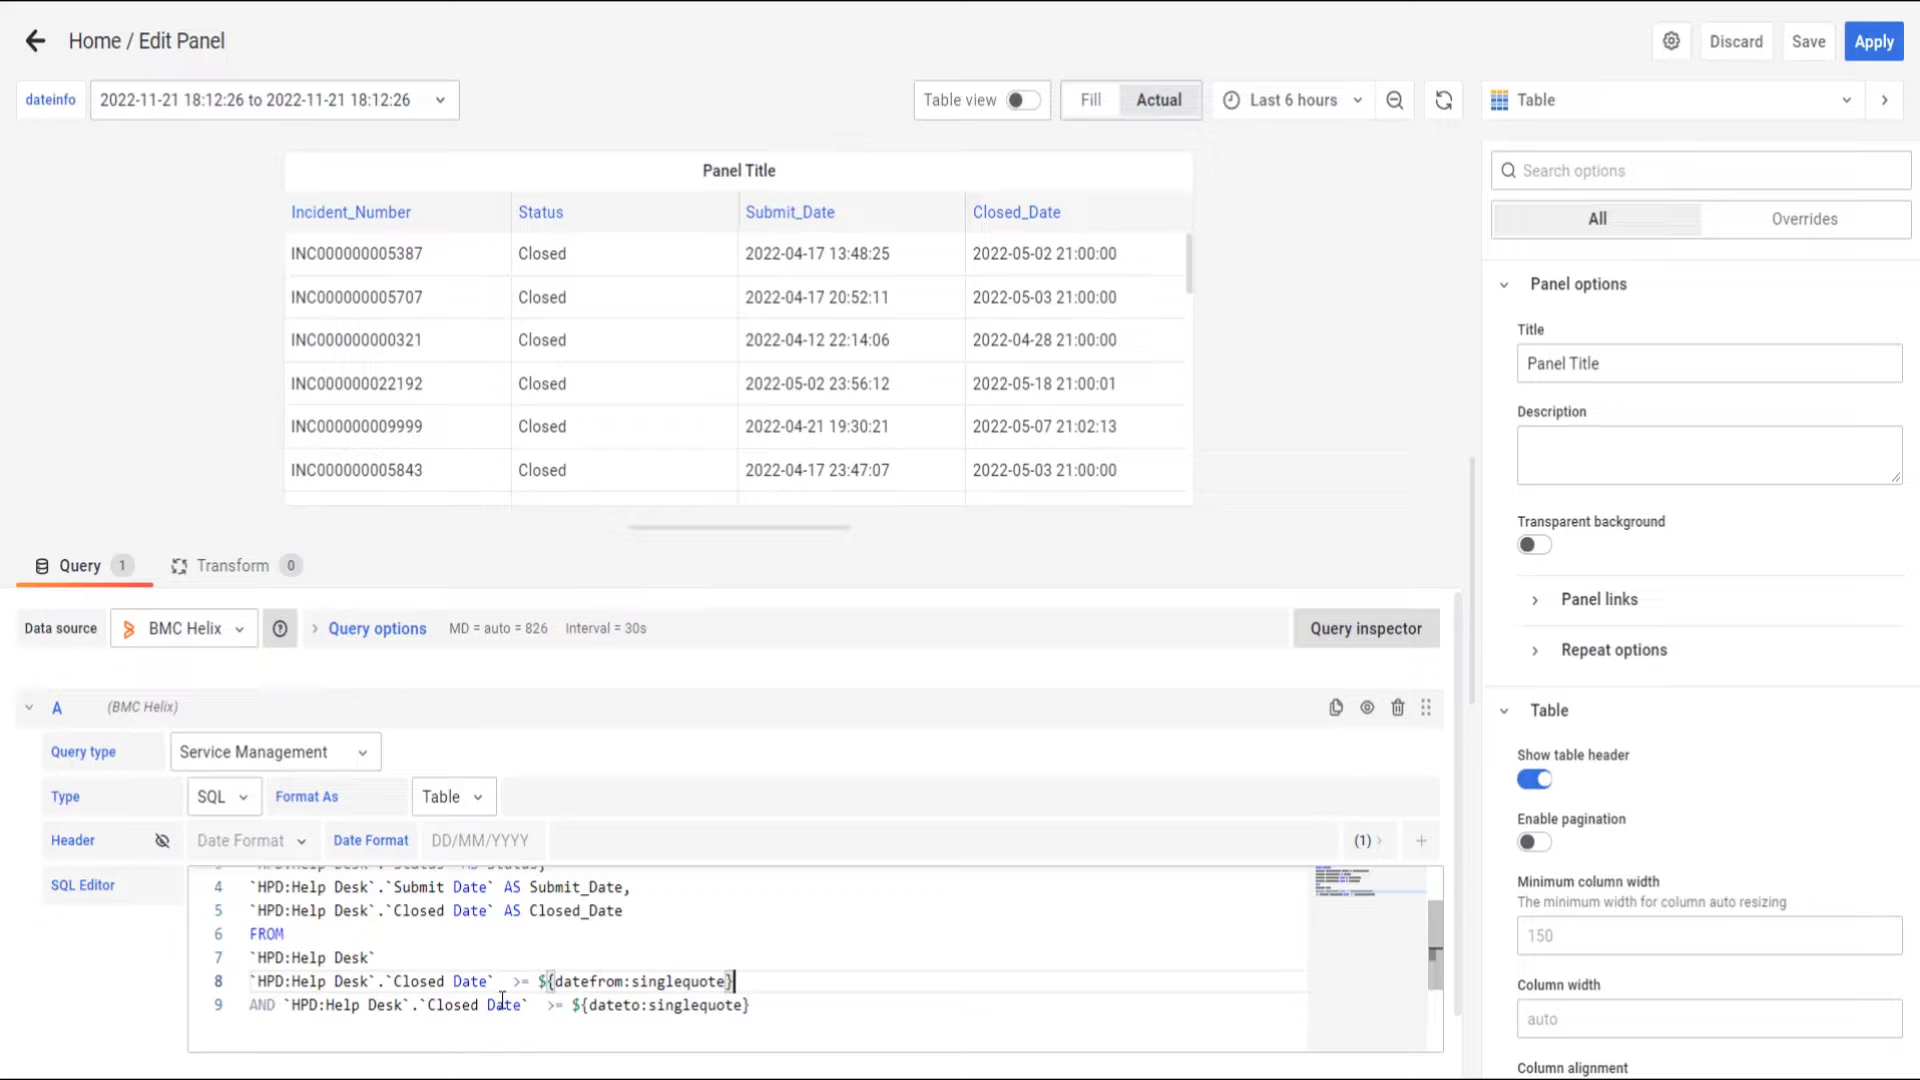 Home / Edit Panel
Discard
Save
Apply
dateinfo
2022-11-21 18:12:26 to 2022-11-21 18:12:26
Table view
Fill
Actual
Last 6 hours
Table
Panel Title
Incident_Number Status Submit_Date Closed_Date
INC000000005387 Closed 2022-04-17 13:48:25 2022-05-02 21:00:00
INC000000005707 Closed 2022-04-17 20:52:11 2022-05-03 21:00:00
INC000000000321 Closed 2022-04-12 22:14:06 2022-04-28 21:00:00
INC000000022192 Closed 2022-05-02 23:56:12 2022-05-18 21:00:01
INC000000009999 Closed 2022-04-21 19:30:21 2022-05-07 21:02:13
INC000000005843 Closed 2022-04-17 23:47:07 2022-05-03 21:00:00
Search options
All
Overrides
Panel options
Title
Panel Title
Description
Transparent background
Panel links
Repeat options
Table
Show table header
Enable pagination
Minimum column width
The minimum width for column auto resizing
150
Column width
auto
Column alignment
Query 1
Transform 0
Data source
BMC Helix
Query options MD = auto = 826 Interval = 30s
Query inspector
A (BMC Helix)
Query type Service Management
Type SQL Format As Table
Header Date Format Date Format DD/MM/YYYY (1)
SQL Editor
4 `HPD:Help Desk`.`Submit Date` AS Submit_Date,
5 `HPD:Help Desk`.`Closed Date` AS Closed_Date
6 FROM
7 `HPD:Help Desk`
8 `HPD:Help Desk`.`Closed Date` >= ${datefrom:singlequote}
9 AND `HPD:Help Desk`.`Closed Date` >= ${dateto:singlequote}